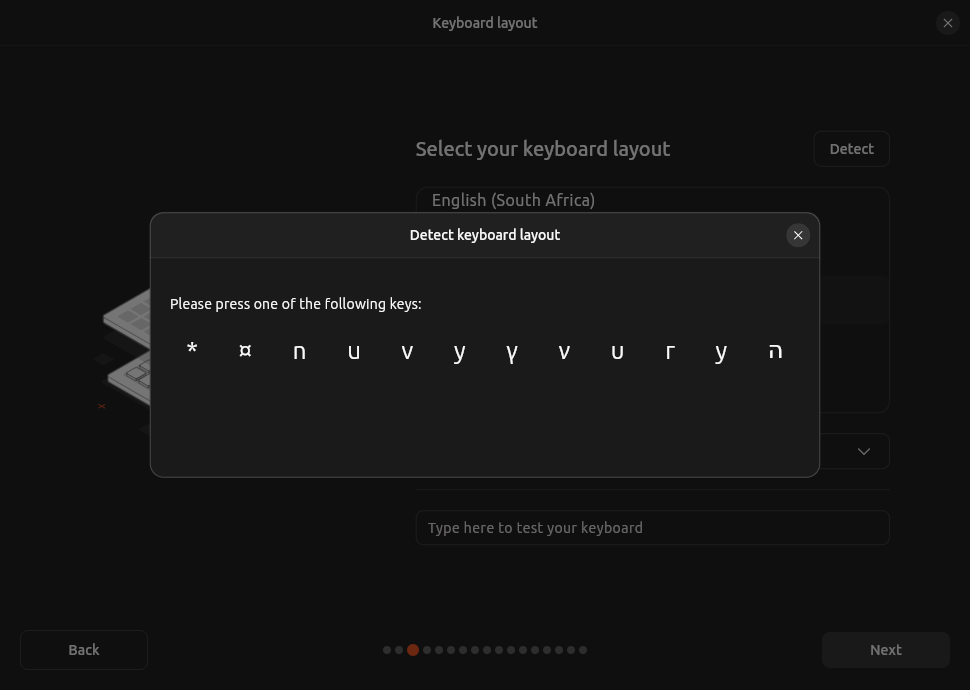 Keyboard layout
Select your keyboard layout
Detect
English (South Africa)
Detect keyboard layout
Please press one of the following keys:
* ¤ n u v y γ v u r y ה
Type here to test your keyboard
Back
Next